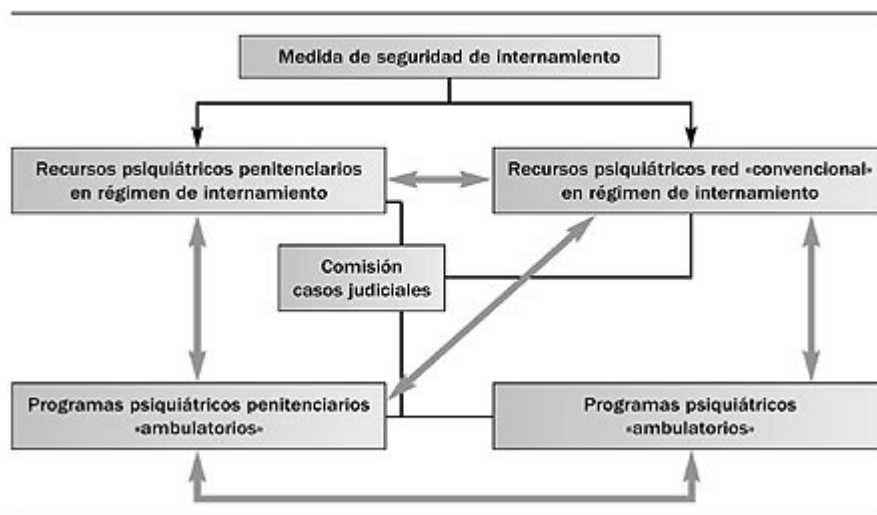 Medida de seguridad de internamiento
Recursos psiquiátricos penitenciarios
en régimen de internamiento
Recursos psiquiátricos red «convencional»
en régimen de internamiento
Comisión
casos judiciales
Programas psiquiátricos penitenciarios
«ambulatorios»
Programas psiquiátricos
«ambulatorios»